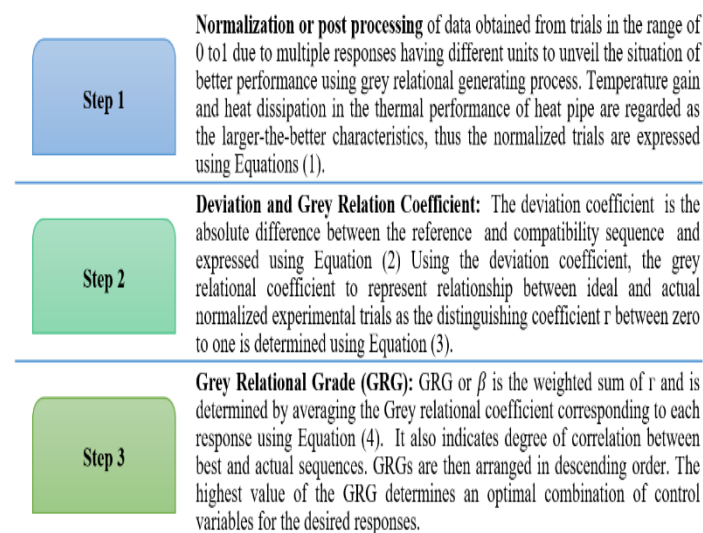 Normalization or post processing of data obtained from trials in the range of
0 to1 due to multiple responses having different units to unveil the situation of
better performance using grey relational generating process. Temperature gain
and heat dissipation in the thermal performance of heat pipe are regarded as
the larger-the-better characteristics, thus the normalized trials are expressed
using Equations (1).
Step 1
Deviation and Grey Relation Coefficient: The deviation coefficient is the
absolute difference between the reference and compatibility sequence and
expressed using Equation (2) Using the deviation coefficient, the grey
relational coefficient to represent relationship between ideal and actual
normalized experimental trials as the distinguishing coefficient r between zero
to one is determined using Equation (3).
Step 2
Grey Relational Grade (GRG): GRG or β is the weighted sum of r and is
determined by averaging the Grey relational coefficient corresponding to each
response using Equation (4). It also indicates degree of correlation between
best and actual sequences. GRGs are then arranged in descending order. The
highest value of the GRG determines an optimal combination of control
variables for the desired responses.
Step 3